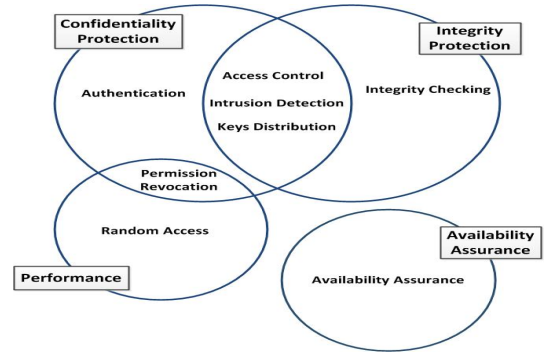 Confidentiality
Protection
Integrity
Protection
Access Control
Authentication
Integrity Checking
Intrusion Detection
Keys Distribution
Permission
Revocation
Random Access
Availability
Assurance
Performance
Availability Assurance